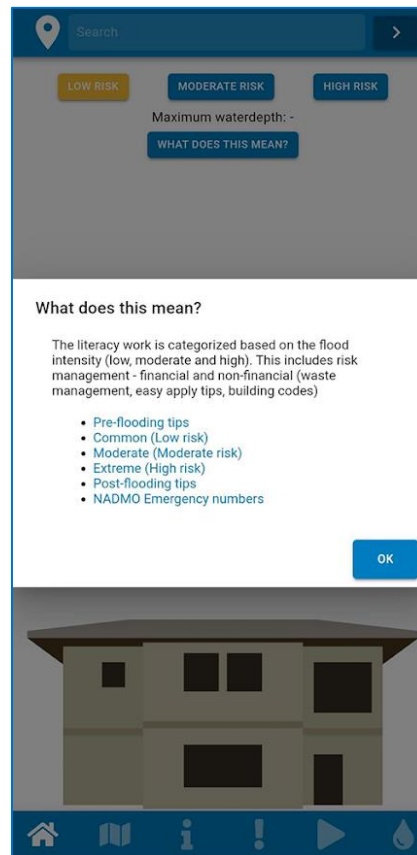 Search
LOW RISK MODERATE RISK HIGH RISK
Maximum waterdepth: -
WHAT DOES THIS MEAN?
What does this mean?
The literacy work is categorized based on the flood
intensity (low, moderate and high). This includes risk
management - financial and non-financial (waste
management, easy apply tips, building codes)
• Pre-flooding tips
• Common (Low risk)
• Moderate (Moderate risk)
• Extreme (High risk)
• Post-flooding tips
• NADMO Emergency numbers
OK